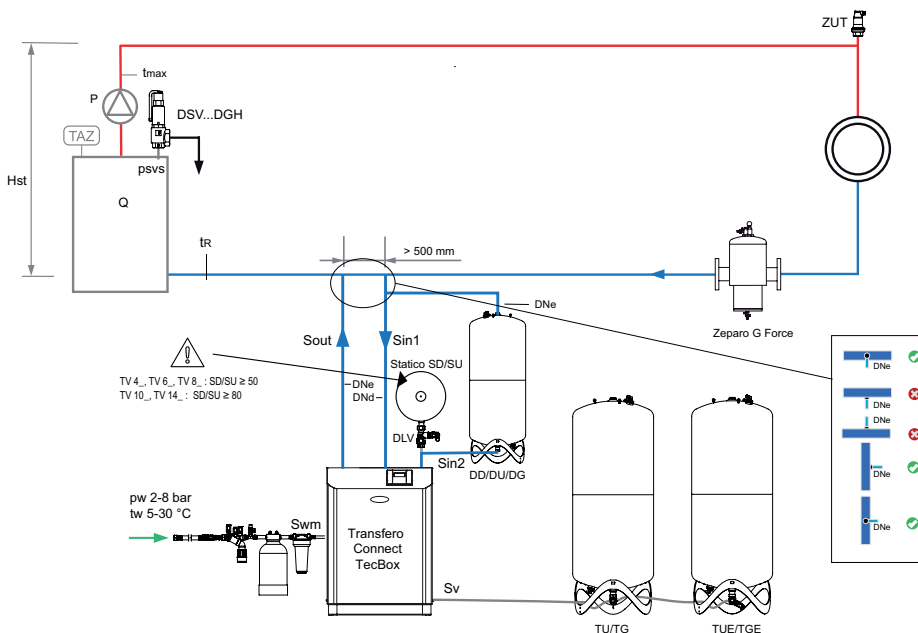 ZUT
tmax
P
DSV...DGH
TAZ
psvs
Hst
Q
tR
> 500 mm
DNe
Zeparo G Force
Sout
Sin1
Statico SD/SU
TV 4_, TV 6_, TV 8_ : SD/SU ≥ 50
TV 10_, TV 14_ : SD/SU ≥ 80
DNe
DNd
DLV
Sin2
DD/DU/DG
DNe
DNe
DNe
DNe
DNe
pw 2-8 bar
tw 5-30 °C
Swm
Transfero
Connect
TecBox
Sv
TU/TG
TUE/TGE